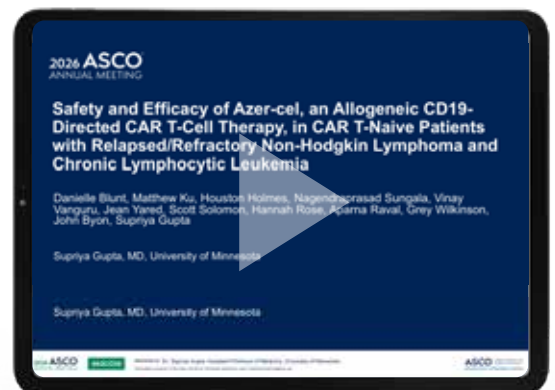 2026 ASCO
ANNUAL MEETING
Safety and Efficacy of Azer-cel, an Allogeneic CD19-
Directed CAR T-Cell Therapy, in CAR T-Naive Patients
with Relapsed/Refractory Non-Hodgkin Lymphoma and
Chronic Lymphocytic Leukemia
Danielle Blunt, Matthew Ku, Houston Holmes, Nagendraprasad Sungala, Vinay
Vanguru, Jean Yared, Scott Solomon, Hannah Rose, Aparna Raval, Grey Wilkinson,
John Byon, Supriya Gupta
Supriya Gupta, MD, University of Minnesota
Supriya Gupta, MD, University of Minnesota
ASCO
ASCO